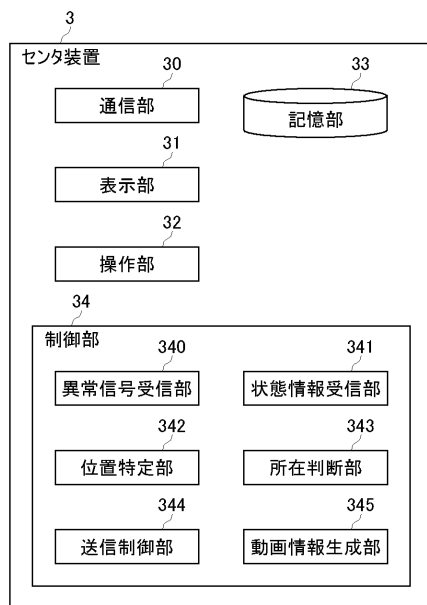 3
センタ装置
30
通信部
33
記憶部
31
表示部
32
操作部
34
制御部
340
異常信号受信部
341
状態情報受信部
342
位置特定部
343
所在判断部
344
送信制御部
345
動画情報生成部